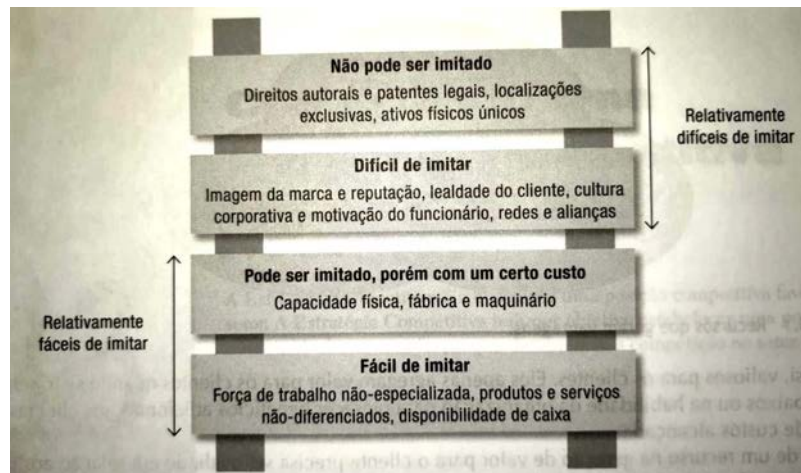 Não pode ser imitado
Direitos autorais e patentes legais, localizações
exclusivas, ativos físicos únicos
Relativamente
difíceis de imitar
Difícil de imitar
Imagem da marca e reputação, lealdade do cliente, cultura
corporativa e motivação do funcionário, redes e alianças
Pode ser imitado, porém com um certo custo
Capacidade física, fábrica e maquinário
Relativamente
fáceis de imitar
Fácil de imitar
Força de trabalho não-especializada, produtos e serviços
não-diferenciados, disponibilidade de caixa